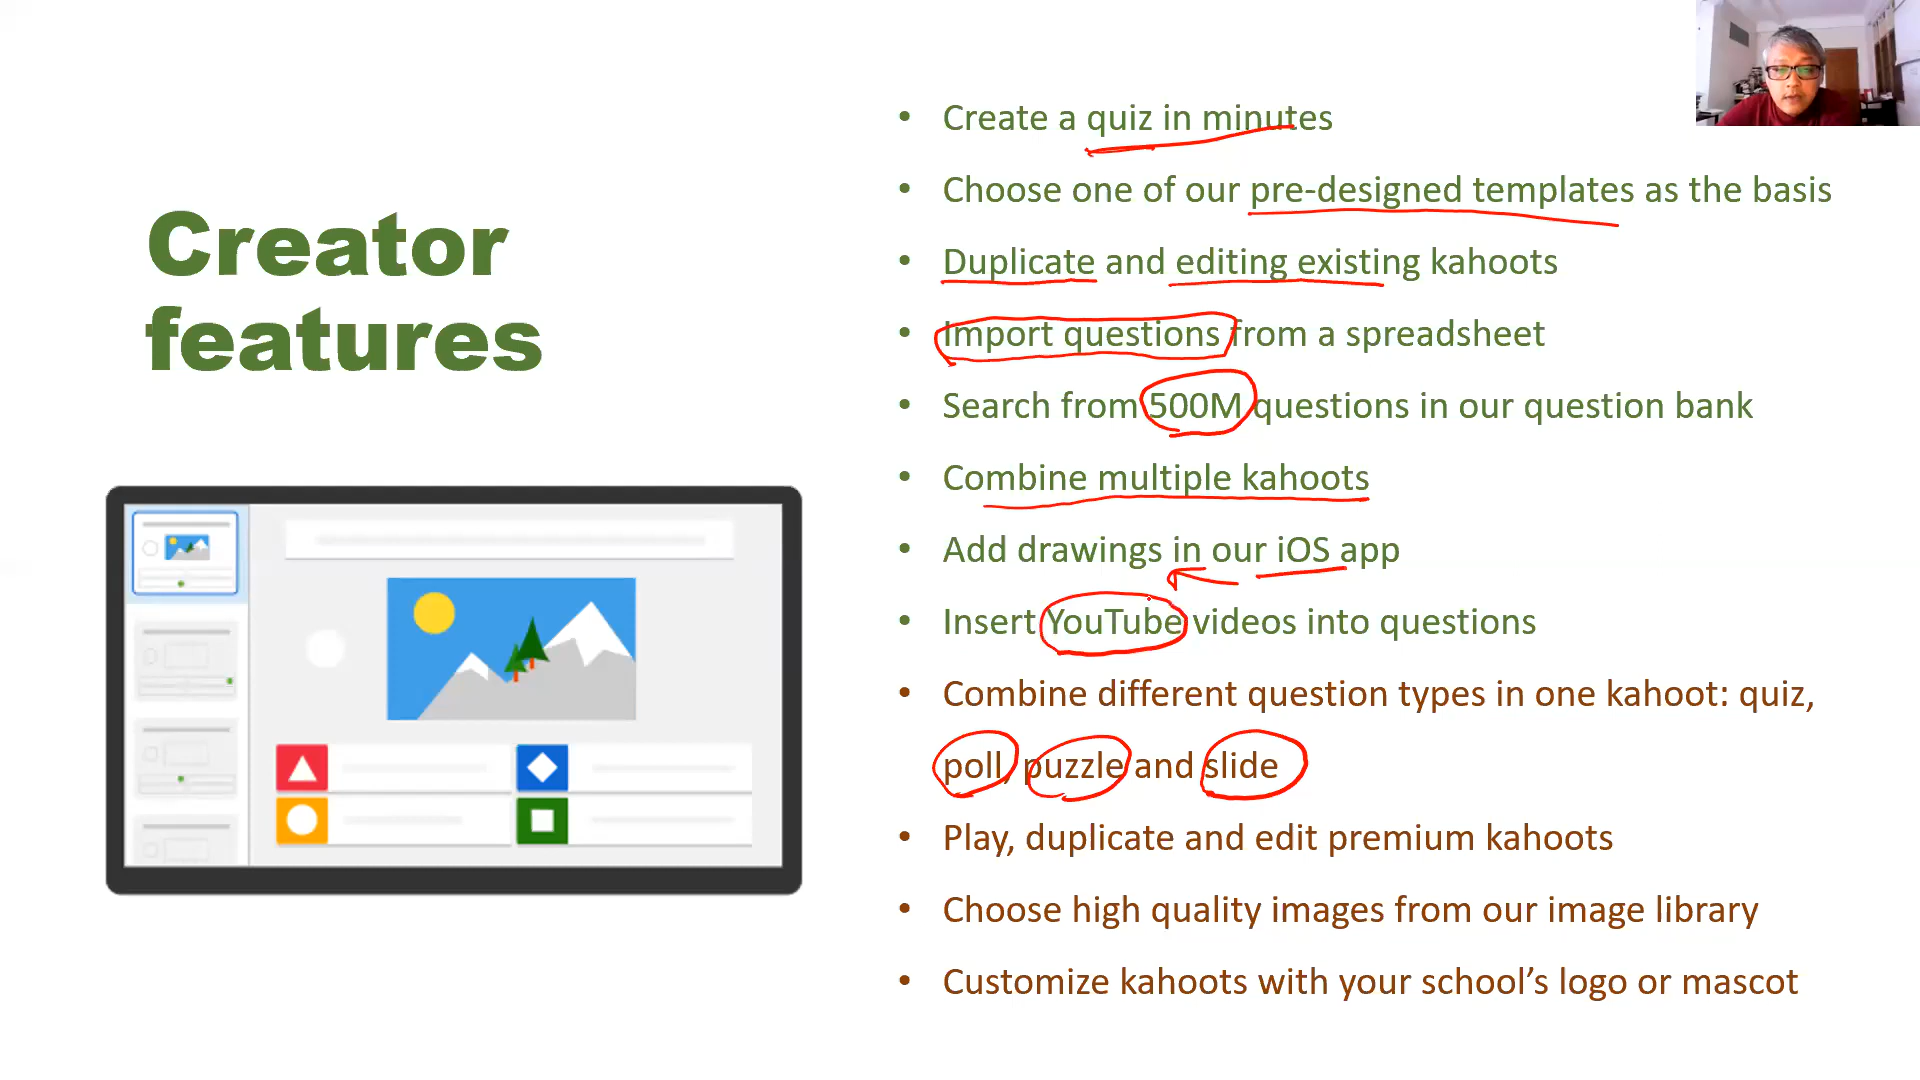 Creator
features
• Create a quiz in minutes
• Choose one of our pre-designed templates as the basis
• Duplicate and editing existing kahoots
• Import questions from a spreadsheet
• Search from 500M questions in our question bank
• Combine multiple kahoots
• Add drawings in our iOS app
• Insert YouTube videos into questions
• Combine different question types in one kahoot: quiz,
poll, puzzle and slide
• Play, duplicate and edit premium kahoots
• Choose high quality images from our image library
• Customize kahoots with your school’s logo or mascot